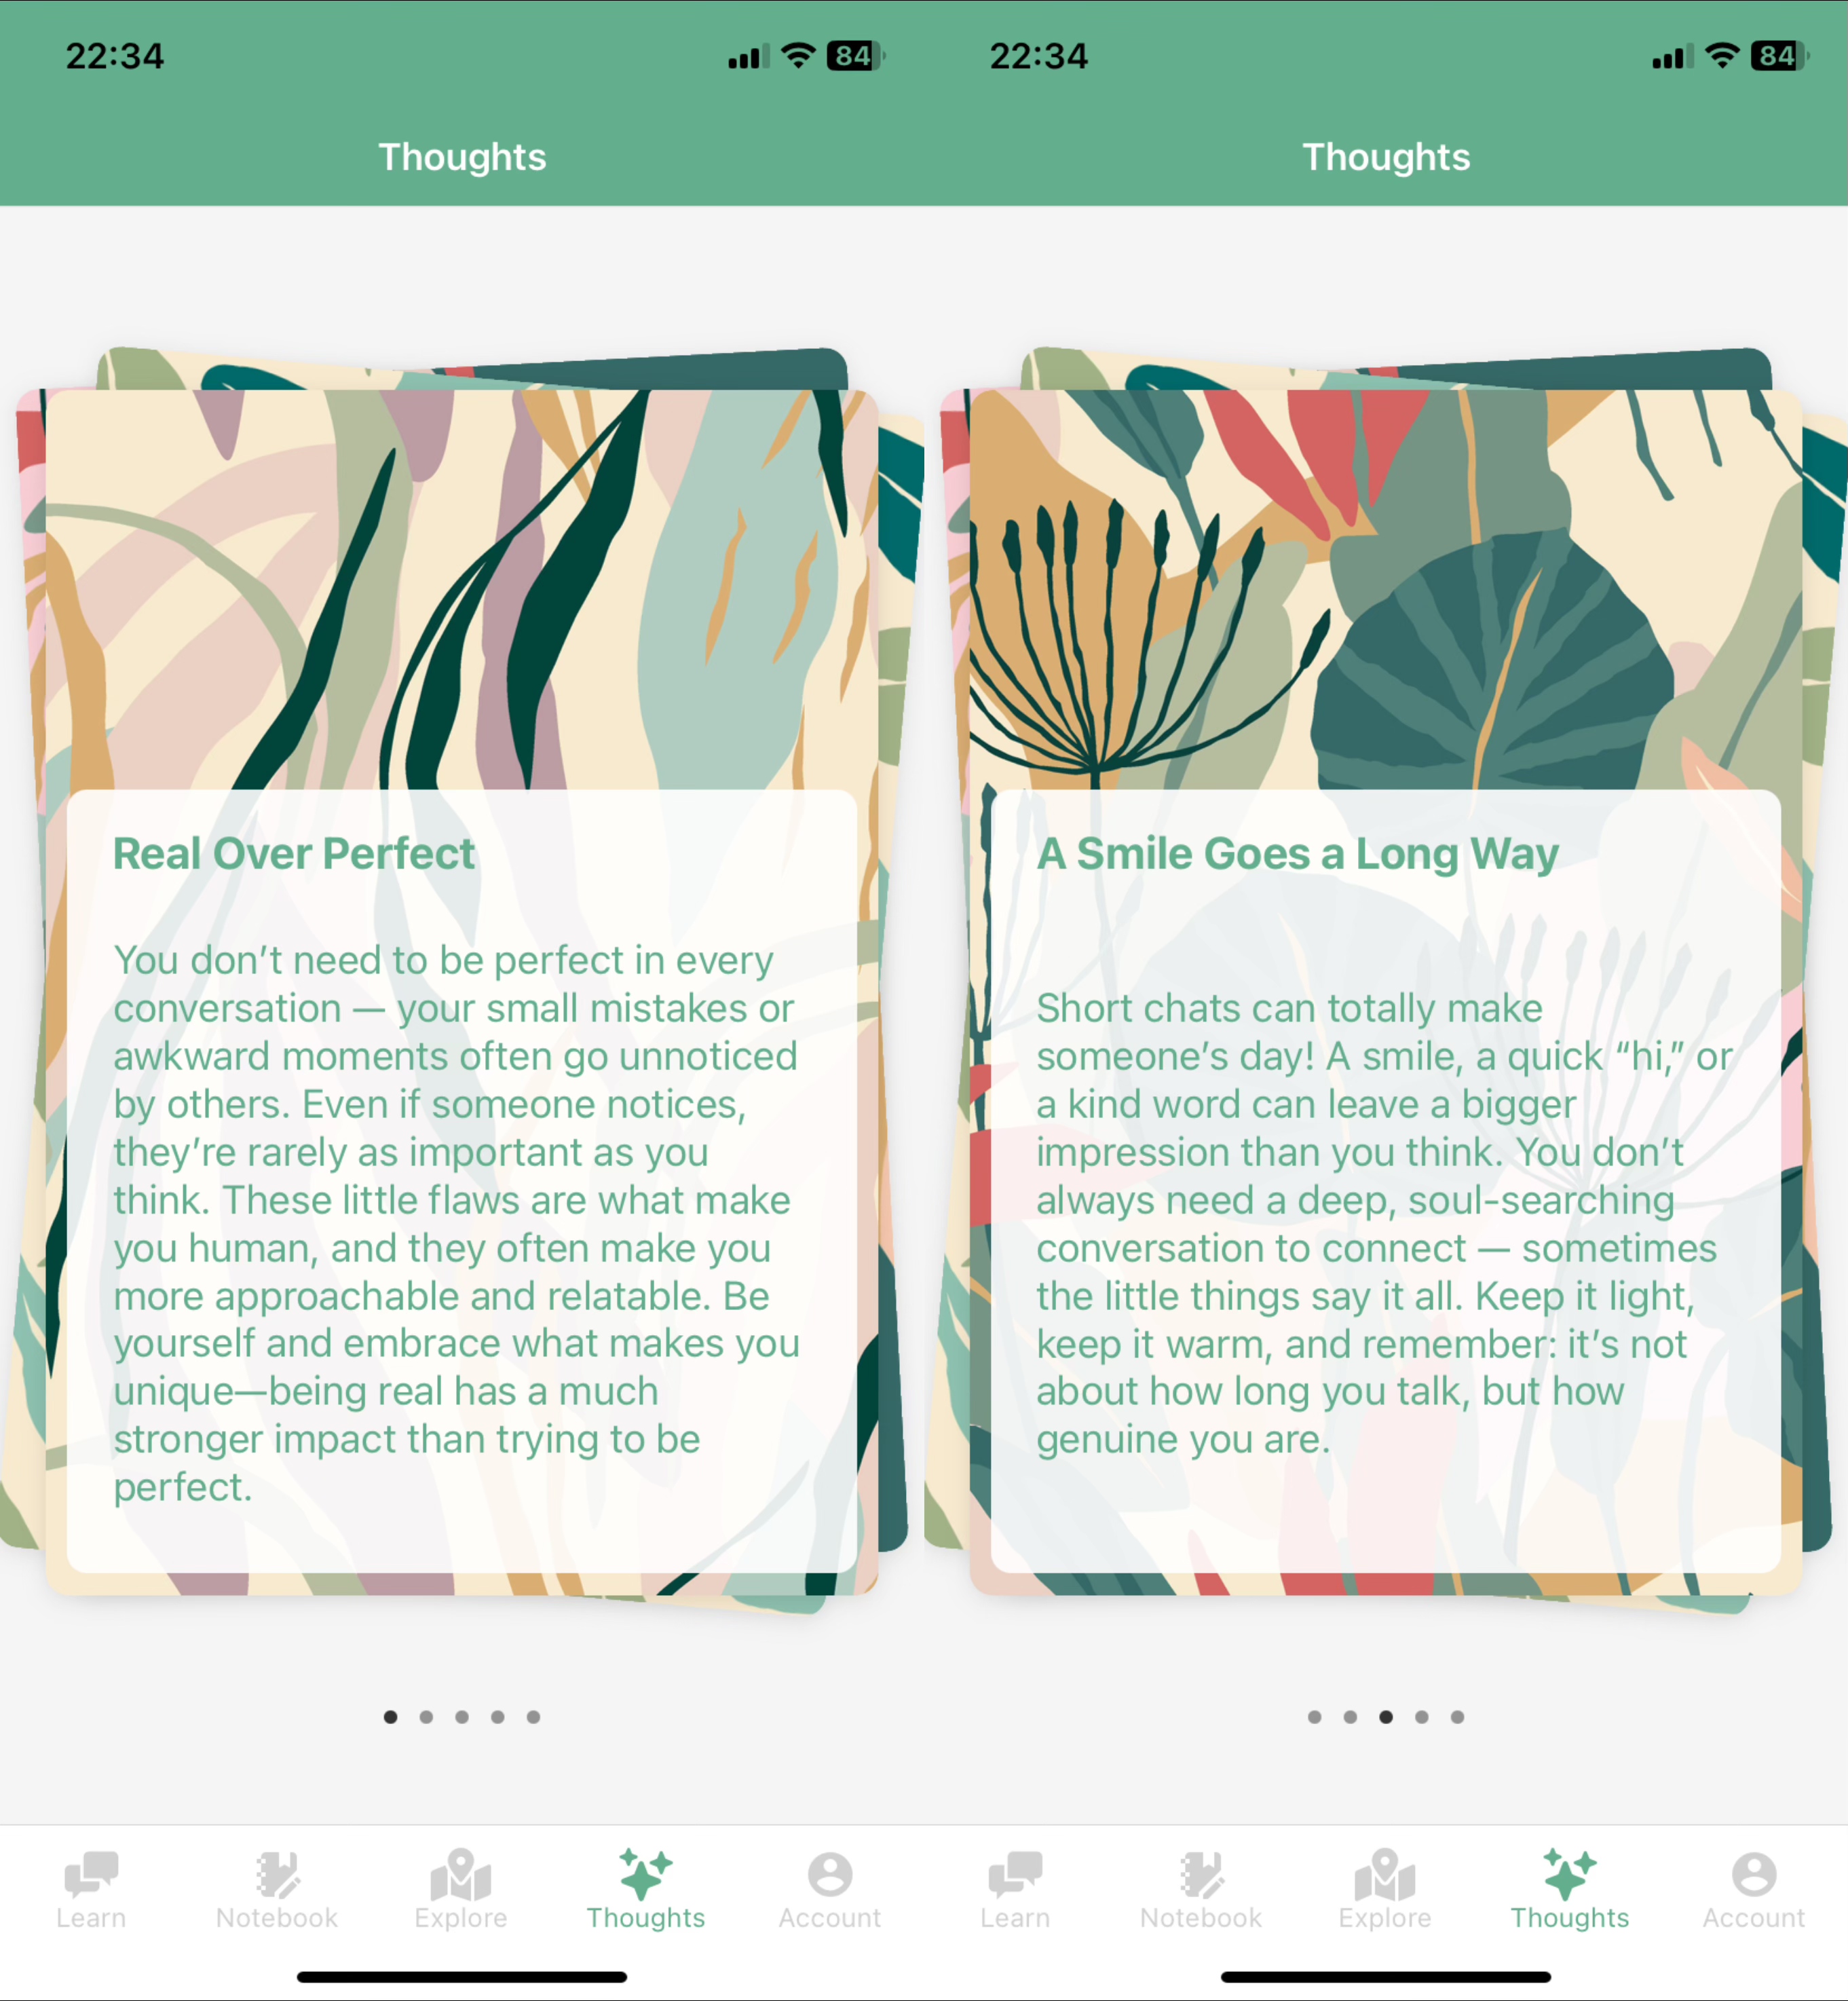 22:34
84
Thoughts
Real Over Perfect
You don’t need to be perfect in every
conversation — your small mistakes or
awkward moments often go unnoticed
by others. Even if someone notices,
they’re rarely as important as you
think. These little flaws are what make
you human, and they often make you
more approachable and relatable. Be
yourself and embrace what makes you
unique—being real has a much
stronger impact than trying to be
perfect.
Learn
Notebook
Explore
Thoughts
Account
22:34
84
Thoughts
A Smile Goes a Long Way
Short chats can totally make
someone’s day! A smile, a quick “hi,” or
a kind word can leave a bigger
impression than you think. You don’t
always need a deep, soul-searching
conversation to connect — sometimes
the little things say it all. Keep it light,
keep it warm, and remember: it’s not
about how long you talk, but how
genuine you are.
Learn
Notebook
Explore
Thoughts
Account